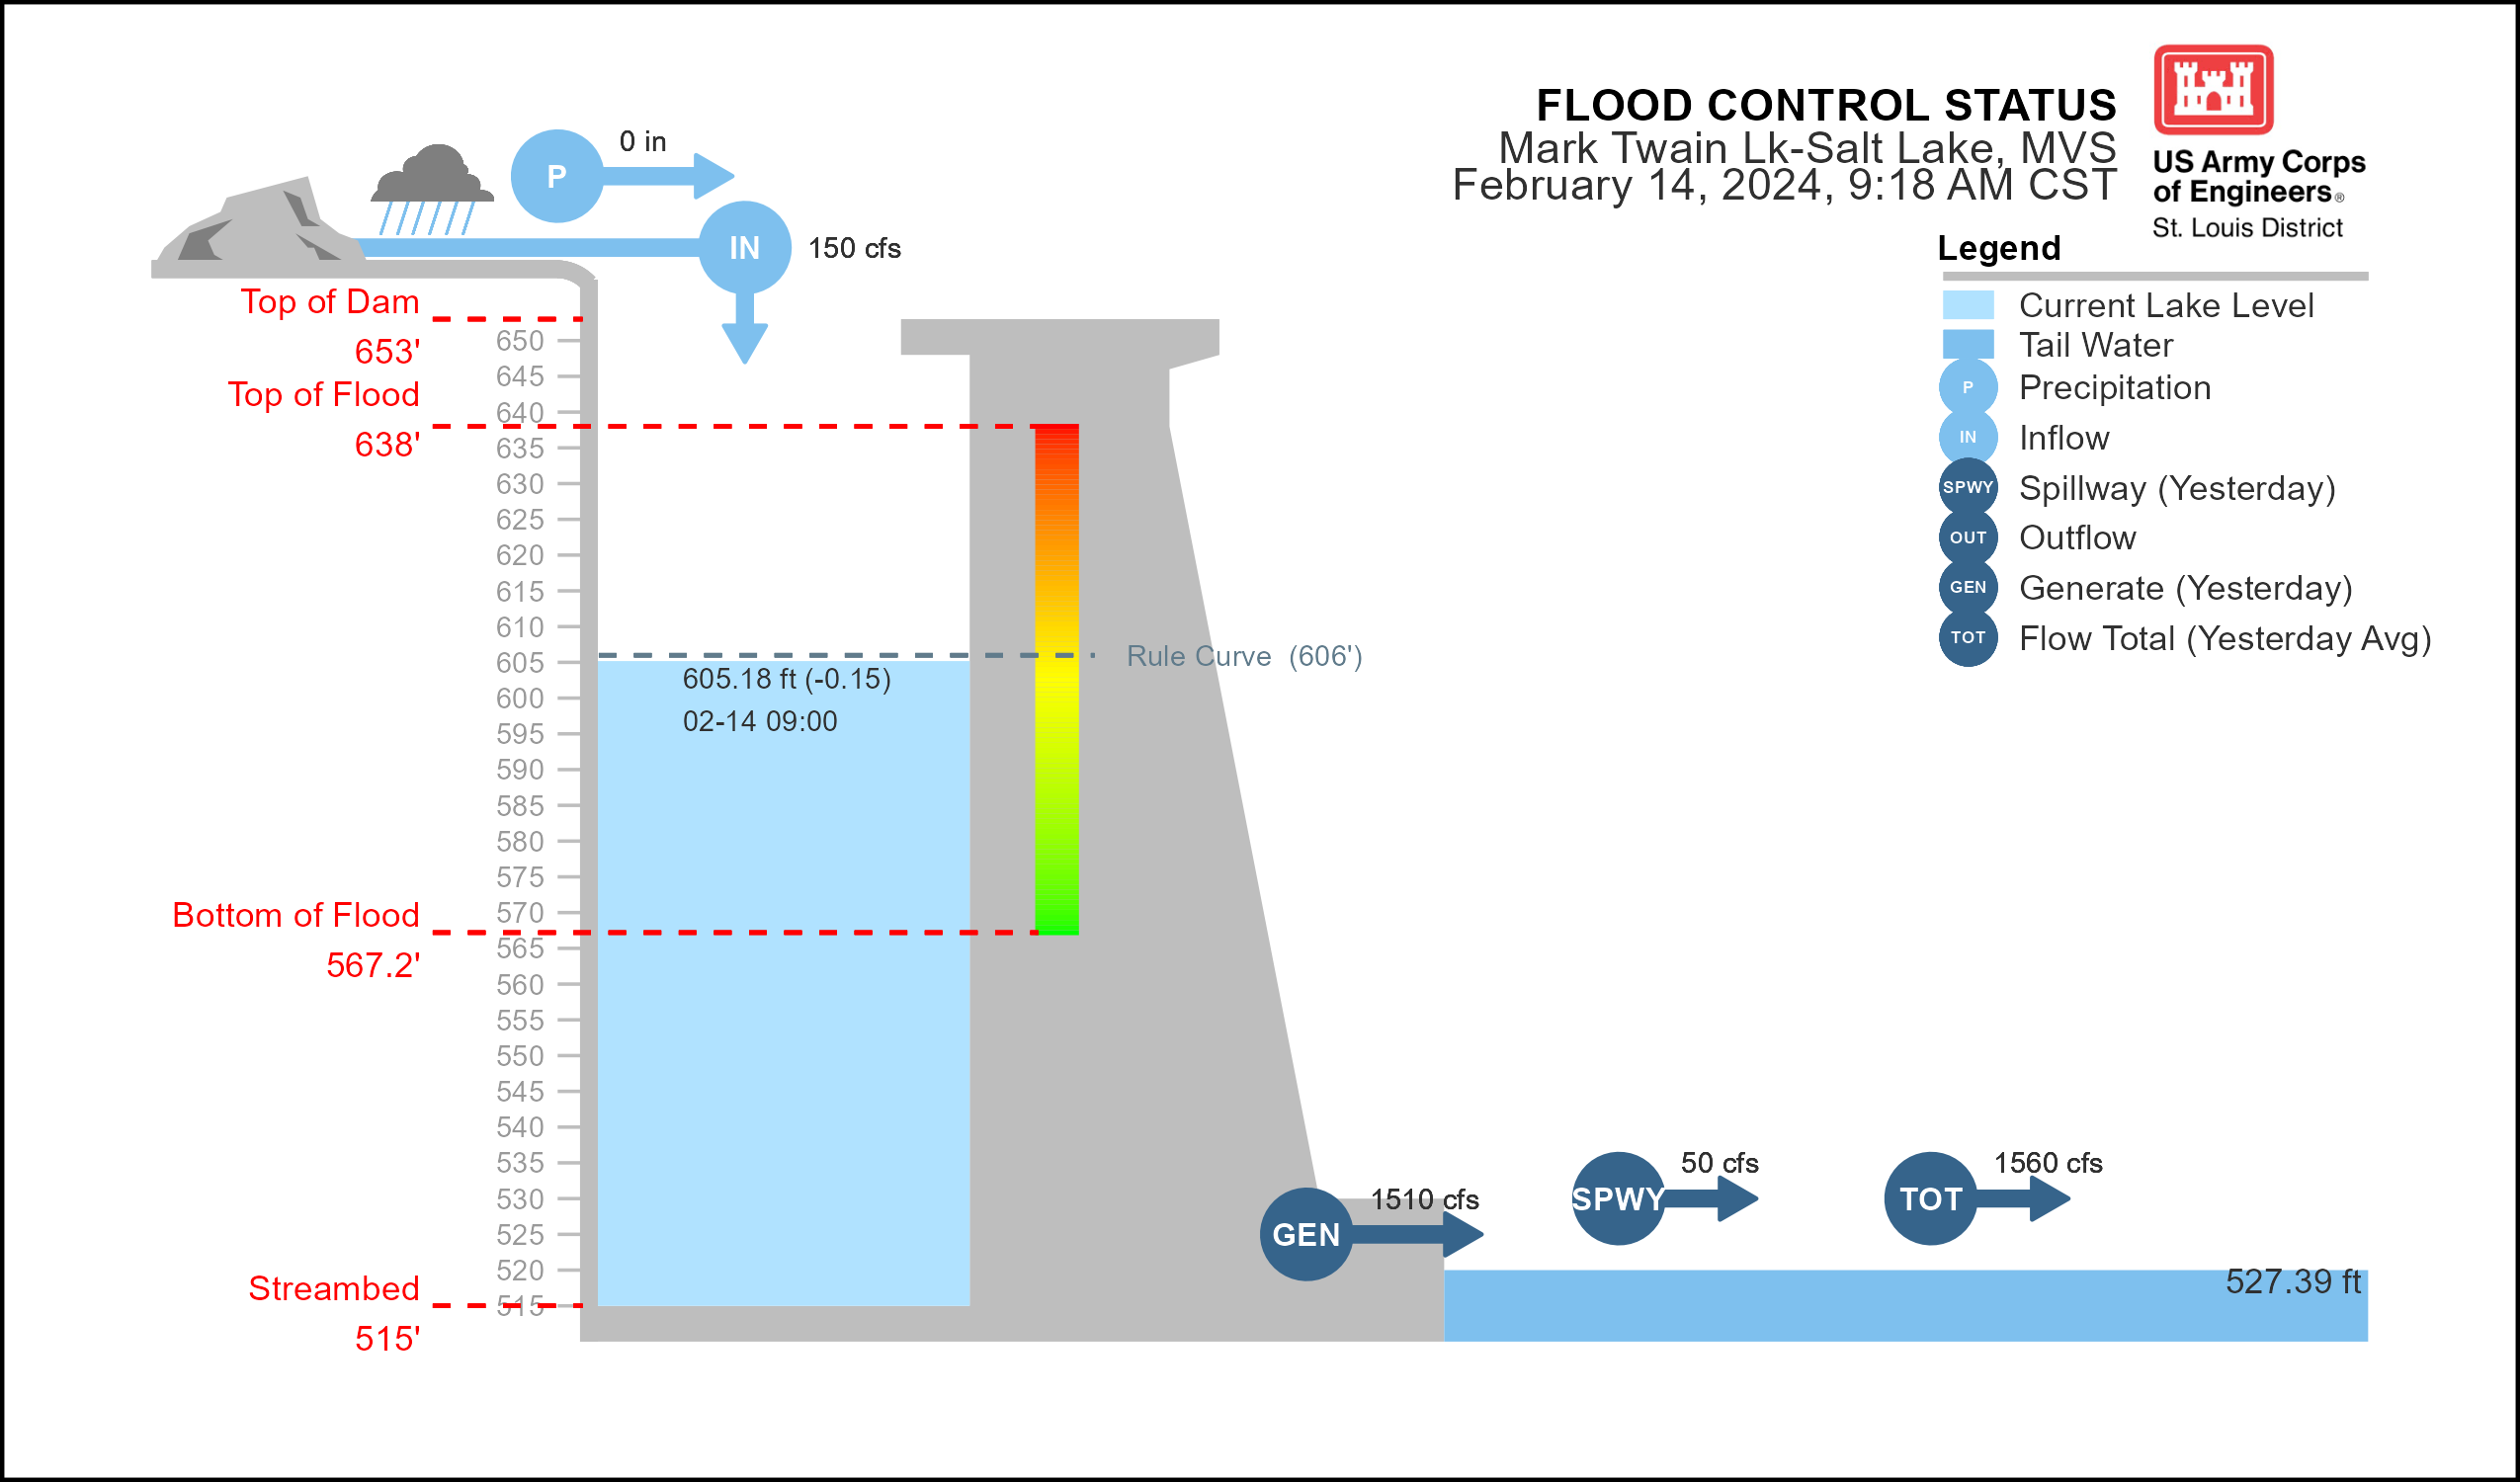 FLOOD CONTROL STATUS
Mark Twain Lk-Salt Lake, MVS
February 14, 2024, 9:18 AM CST
US Army Corps
of Engineers®
St. Louis District
P
0 in
IN
150 cfs
Legend
Current Lake Level
Tail Water
P Precipitation
IN Inflow
SPWY Spillway (Yesterday)
OUT Outflow
GEN Generate (Yesterday)
TOT Flow Total (Yesterday Avg)
Top of Dam
653'
Top of Flood
638'
Bottom of Flood
567.2'
Streambed
515'
650
645
640
635
630
625
620
615
610
605
600
595
590
585
580
575
570
565
560
555
550
545
540
535
530
525
520
515
Rule Curve (606')
605.18 ft (-0.15)
02-14 09:00
GEN
1510 cfs
SPWY
50 cfs
TOT
1560 cfs
527.39 ft